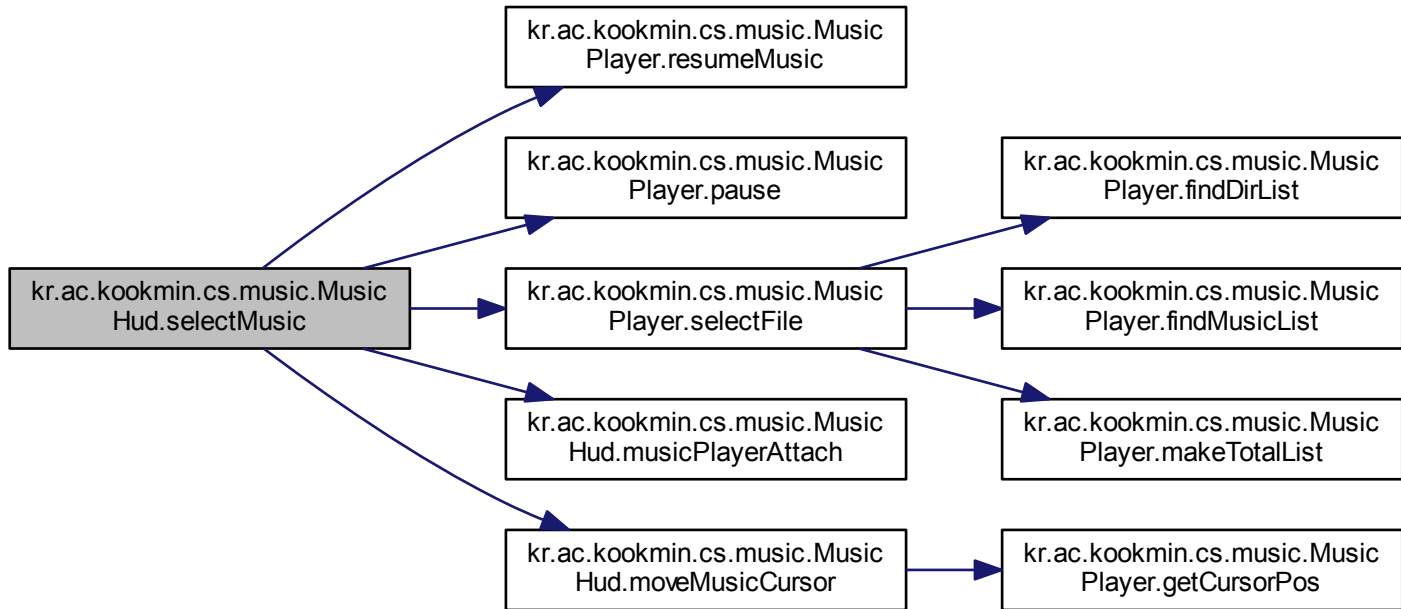 kr.ac.kookmin.cs.music.Music
Player.resumeMusic
kr.ac.kookmin.cs.music.Music
Player.pause
kr.ac.kookmin.cs.music.Music
Player.findDirList
kr.ac.kookmin.cs.music.Music
Hud.selectMusic
kr.ac.kookmin.cs.music.Music
Player.selectFile
kr.ac.kookmin.cs.music.Music
Player.findMusicList
kr.ac.kookmin.cs.music.Music
Hud.musicPlayerAttach
kr.ac.kookmin.cs.music.Music
Player.makeTotalList
kr.ac.kookmin.cs.music.Music
Hud.moveMusicCursor
kr.ac.kookmin.cs.music.Music
Player.getCursorPos